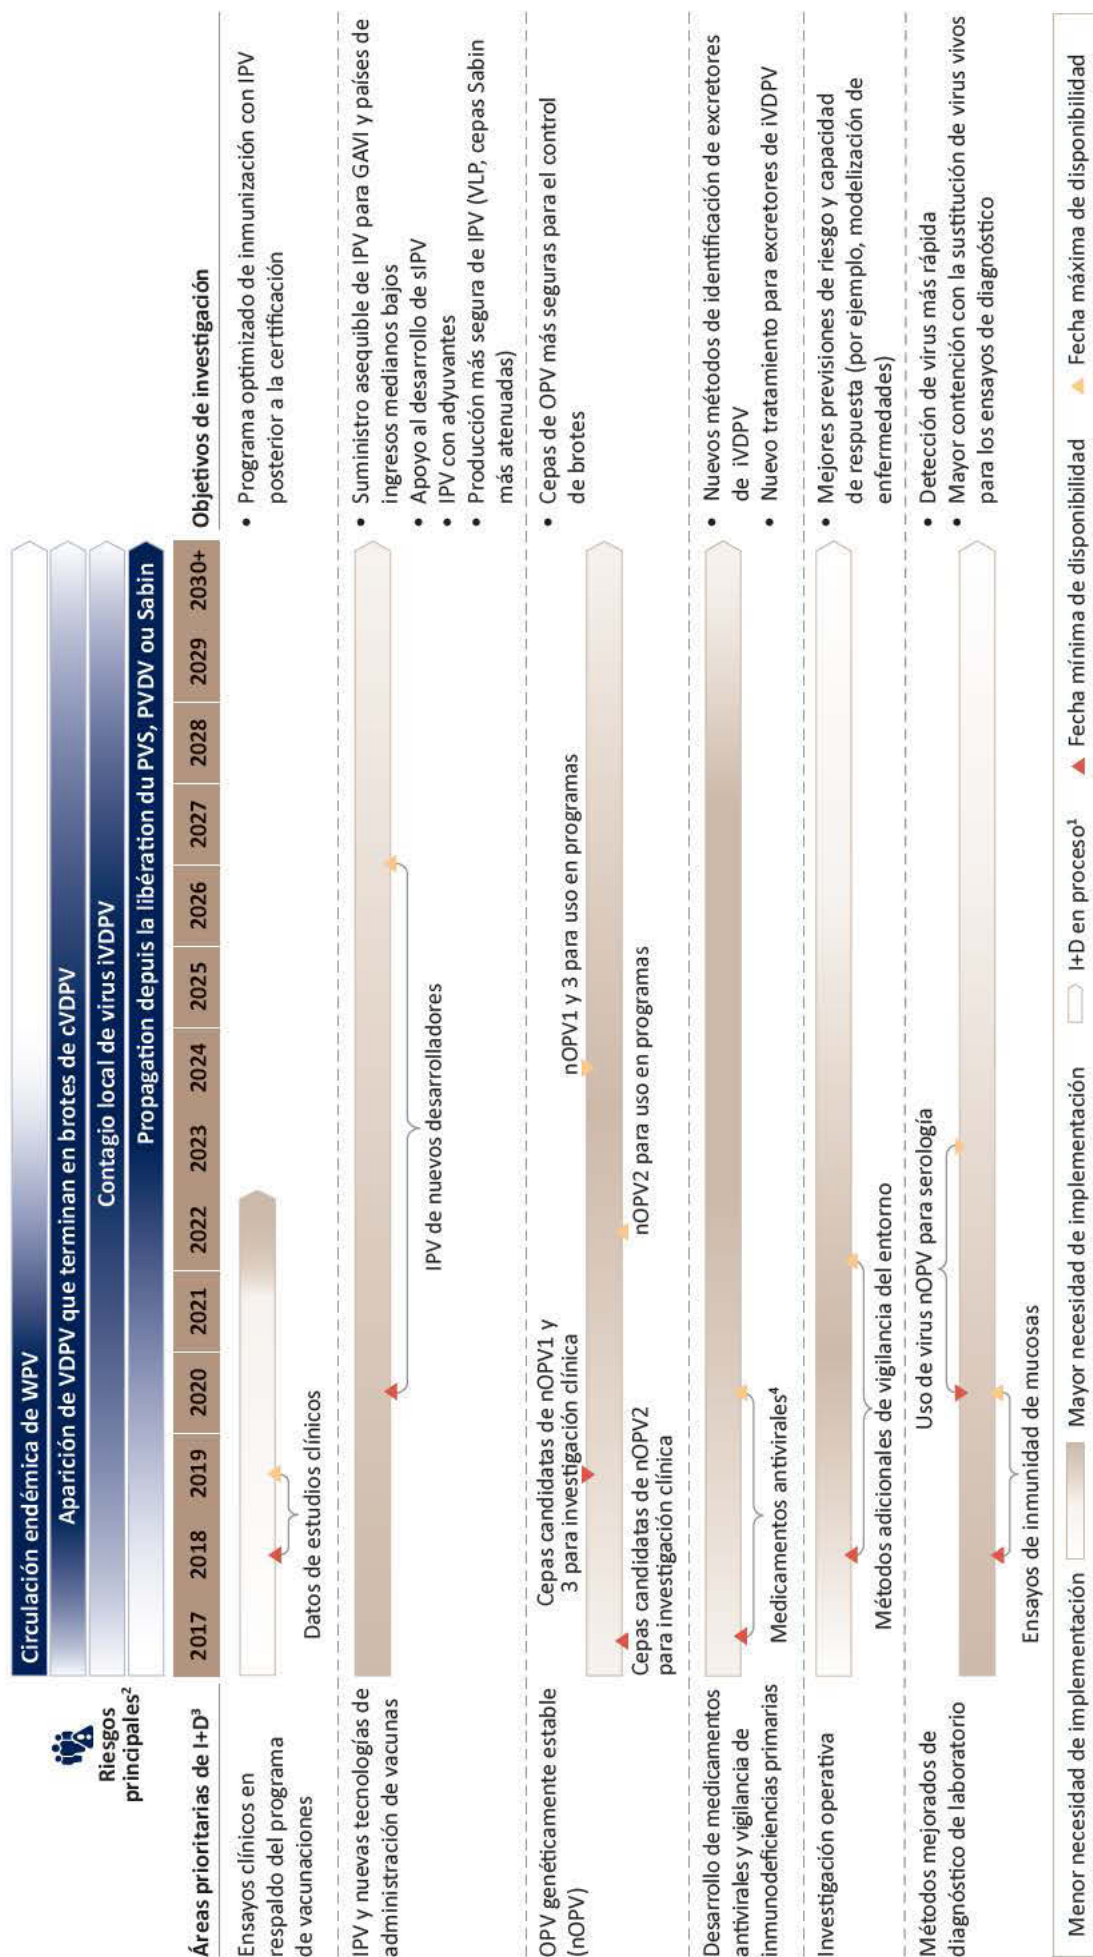 Circulación endémica de WPV
Aparición de VDPV que terminan en brotes de cVDPV
Contagio local de virus iVDPV
Propagation depuis la libération du PVS, PVDV ou Sabin
Riesgos
principales²
Áreas prioritarias de I+D³
2017
2018
2019
2020
2021
2022
2023
2024
2025
2026
2027
2028
2029
2030+
Objetivos de investigación
Ensayos clínicos en
respaldo del programa
de vacunaciones
Datos de estudios clínicos
• Programa optimizado de inmunización con IPV
posterior a la certificación
IPV y nuevas tecnologías de
administración de vacunas
IPV de nuevos desarrolladores
• Suministro asequible de IPV para GAVI y países de
ingresos medianos bajos
• Apoyo al desarrollo de sIPV
• IPV con adyuvantes
• Producción más segura de IPV (VLP, cepas Sabin
más atenuadas)
OPV genéticamente estable
(nOPV)
Cepas candidatas de nOPV1 y
3 para investigación clínica
nOPV1 y 3 para uso en programas
Cepas candidatas de nOPV2
para investigación clínica
nOPV2 para uso en programas
• Cepas de OPV más seguras para el control
de brotes
Desarrollo de medicamentos
antivirales y vigilancia de
inmunodeficiencias primarias
Medicamentos antivirales⁴
• Nuevos métodos de identificación de excretores
de iVDPV
• Nuevo tratamiento para excretores de iVDPV
Investigación operativa
Métodos adicionales de vigilancia del entorno
• Mejores previsiones de riesgo y capacidad
de respuesta (por ejemplo, modelización de
enfermedades)
Métodos mejorados de
diagnóstico de laboratorio
Uso de virus nOPV para serología
Ensayos de inmunidad de mucosas
• Detección de virus más rápida
• Mayor contención con la sustitución de virus vivos
para los ensayos de diagnóstico
Menor necesidad de implementación
Mayor necesidad de implementación
I+D en proceso¹
Fecha mínima de disponibilidad
Fecha máxima de disponibilidad